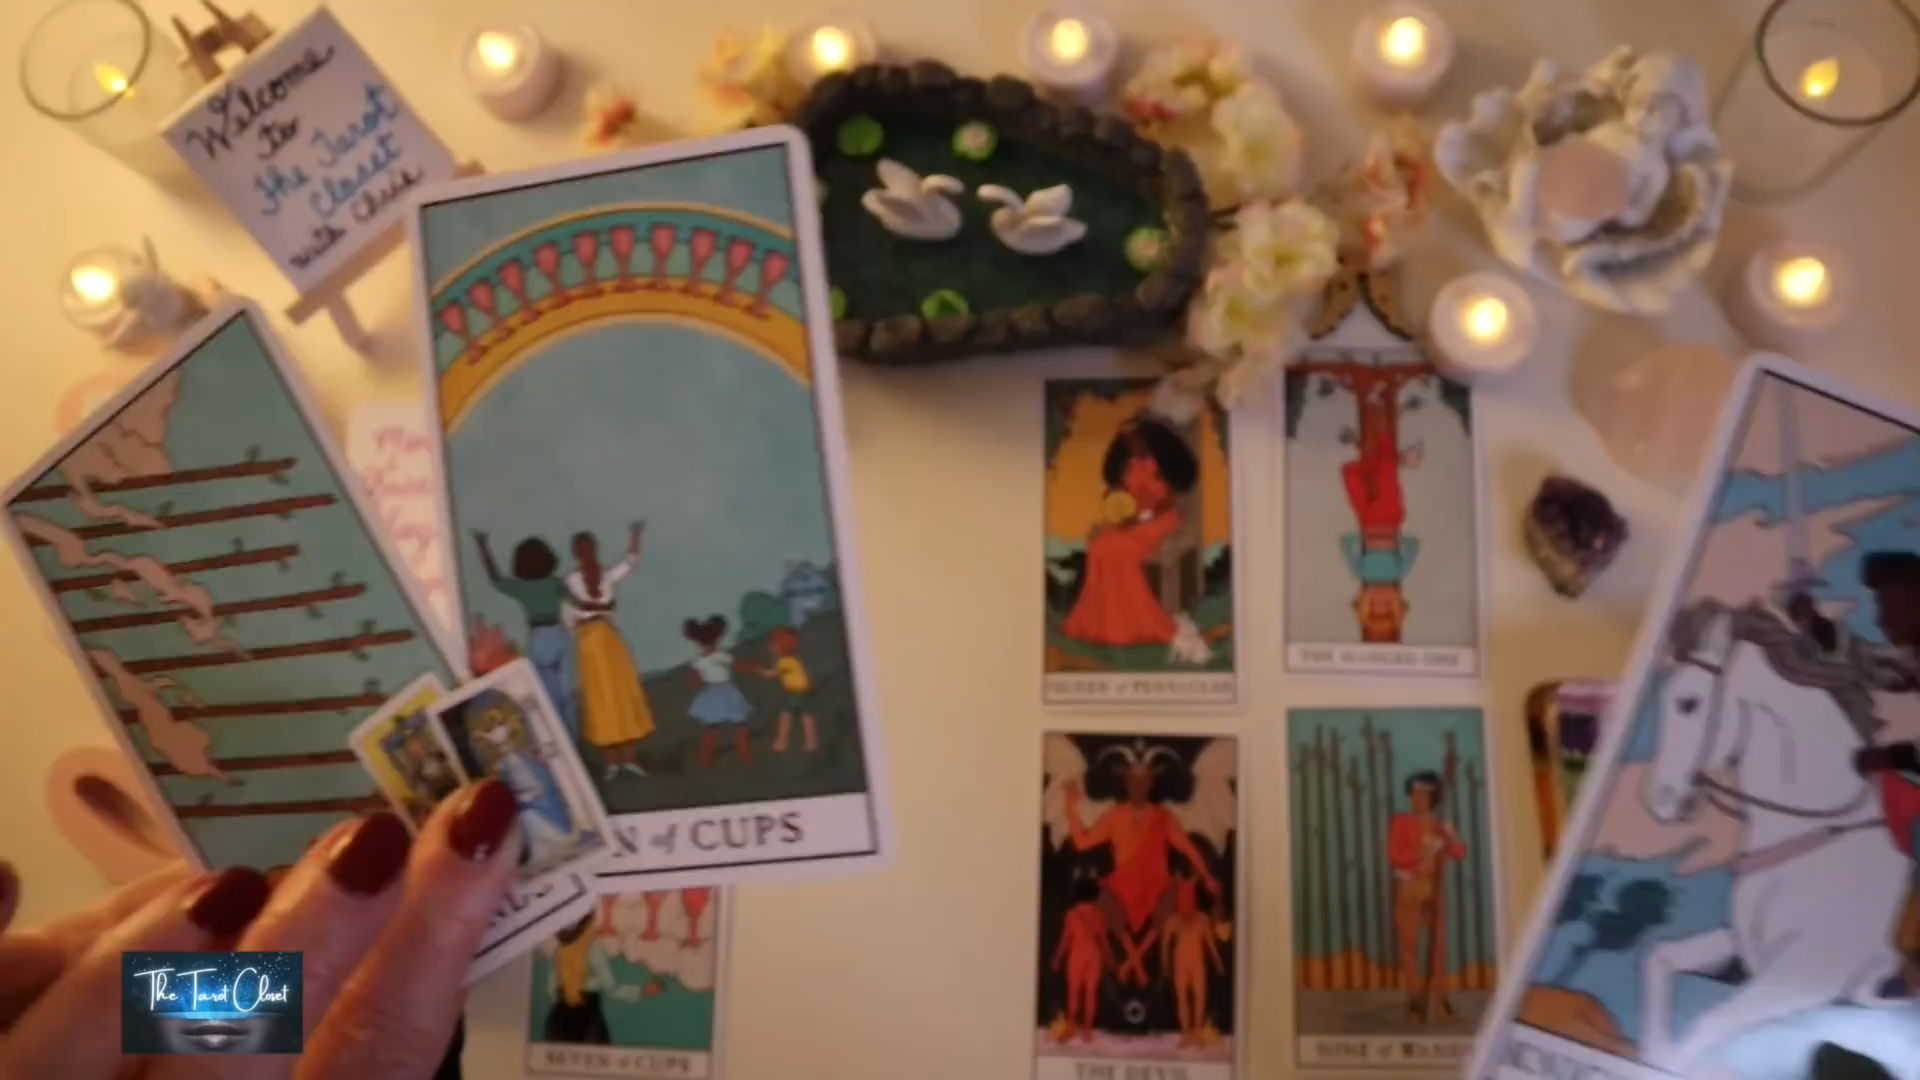 Welcome
To
the Tarot
Closet
with Chris
N of CUPS
QUEEN of PENTACLES
THE HANGED ONE
SEVEN of CUPS
THE DEVIL
NINE of WANDS
The Tarot Closet